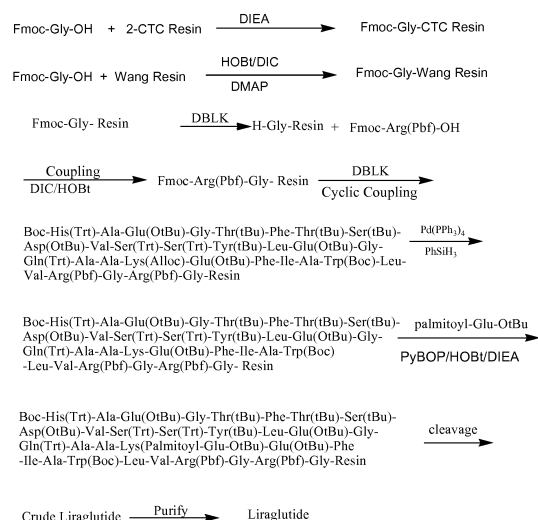 Fmoc-Gly-OH + 2-CTC Resin DIEA Fmoc-Gly-CTC Resin
Fmoc-Gly-OH + Wang Resin HOBt/DIC DMAP Fmoc-Gly-Wang Resin
Fmoc-Gly- Resin DBLK H-Gly-Resin + Fmoc-Arg(Pbf)-OH
Coupling DIC/HOBt Fmoc-Arg(Pbf)-Gly- Resin DBLK Cyclic Coupling
Boc-His(Trt)-Ala-Glu(OtBu)-Gly-Thr(tBu)-Phe-Thr(tBu)-Ser(tBu)-
Asp(OtBu)-Val-Ser(Trt)-Ser(Trt)-Tyr(tBu)-Leu-Glu(OtBu)-Gly-
Gln(Trt)-Ala-Ala-Lys(Alloc)-Glu(OtBu)-Phe-Ile-Ala-Trp(Boc)-Leu-
Val-Arg(Pbf)-Gly-Arg(Pbf)-Gly-Resin
Pd(PPh3)4
PhSiH3
Boc-His(Trt)-Ala-Glu(OtBu)-Gly-Thr(tBu)-Phe-Thr(tBu)-Ser(tBu)-
Asp(OtBu)-Val-Ser(Trt)-Ser(Trt)-Tyr(tBu)-Leu-Glu(OtBu)-Gly-
Gln(Trt)-Ala-Ala-Lys-Glu(OtBu)-Phe-Ile-Ala-Trp(Boc)
-Leu-Val-Arg(Pbf)-Gly-Arg(Pbf)-Gly- Resin
palmitoyl-Glu-OtBu
PyBOP/HOBt/DIEA
Boc-His(Trt)-Ala-Glu(OtBu)-Gly-Thr(tBu)-Phe-Thr(tBu)-Ser(tBu)-
Asp(OtBu)-Val-Ser(Trt)-Ser(Trt)-Tyr(tBu)-Leu-Glu(OtBu)-Gly-
Gln(Trt)-Ala-Ala-Lys(Palmitoyl-Glu-OtBu)-Glu(OtBu)-Phe
-Ile-Ala-Trp(Boc)-Leu-Val-Arg(Pbf)-Gly-Arg(Pbf)-Gly-Resin
cleavage
Crude Liraglutide Purify Liraglutide